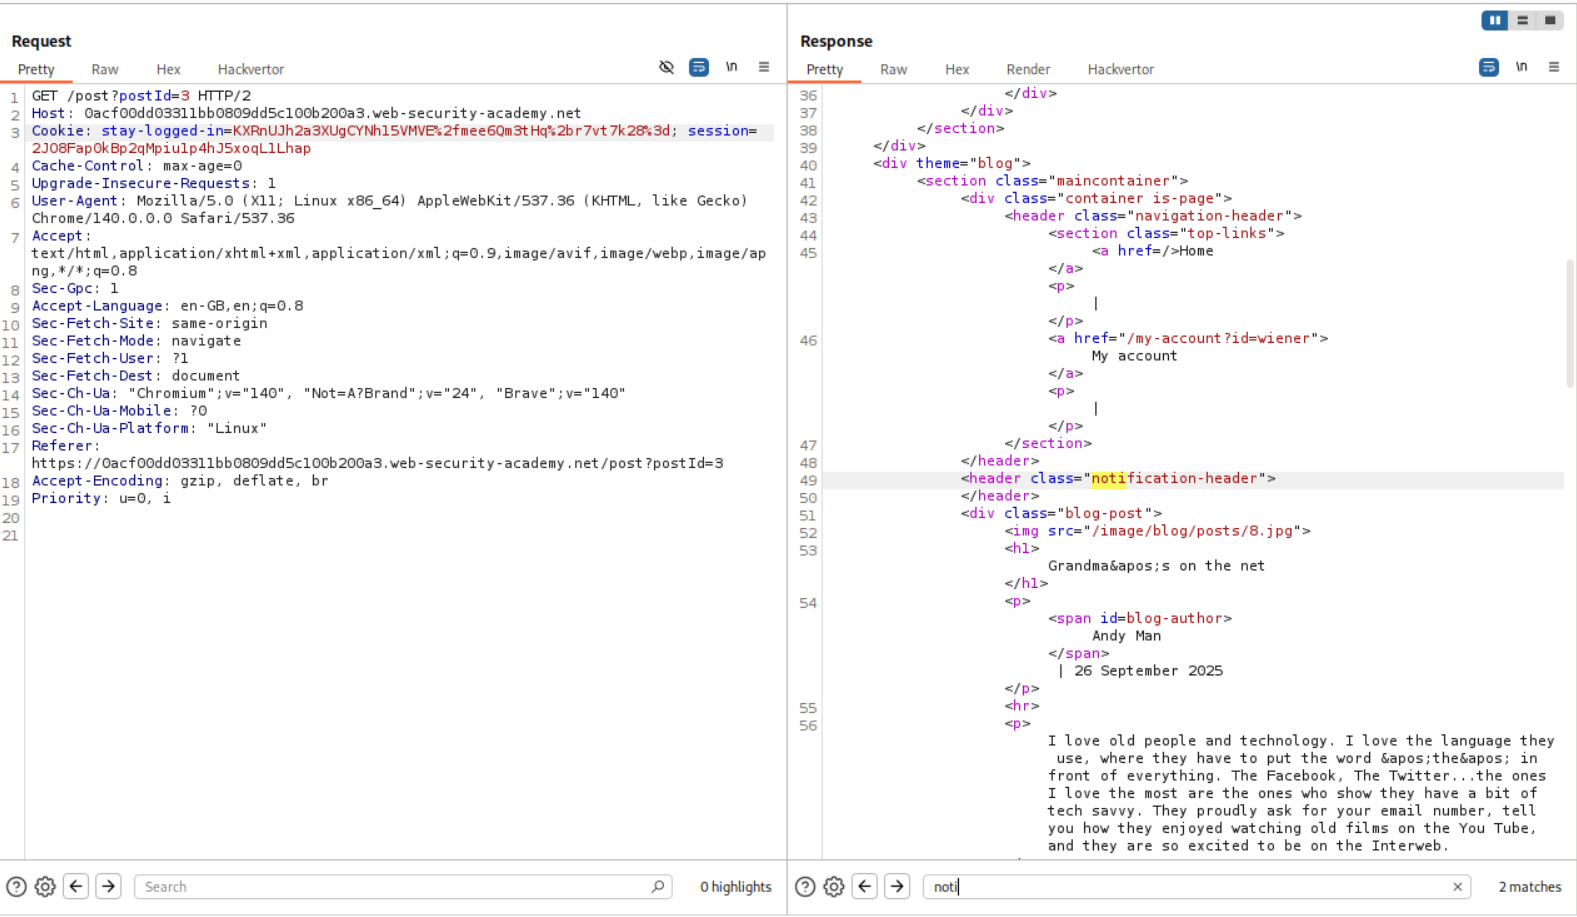 Request
Pretty Raw Hex Hackvertor \n
1 GET /post?postId=3 HTTP/2
2 Host: 0acf00dd03311bb0809dd5c100b200a3.web-security-academy.net
3 Cookie: stay-logged-in=KXRnUJh2a3XUgCYNhl5VMVE%2fmee6Qm3tHq%2br7vt7k28%3d; session=
2JO8Fap0kBp2qMpiu1p4hJ5xoqL1Lhap
4 Cache-Control: max-age=0
5 Upgrade-Insecure-Requests: 1
6 User-Agent: Mozilla/5.0 (X11; Linux x86_64) AppleWebKit/537.36 (KHTML, like Gecko)
Chrome/140.0.0.0 Safari/537.36
7 Accept:
text/html,application/xhtml+xml,application/xml;q=0.9,image/avif,image/webp,image/ap
ng,*/*;q=0.8
8 Sec-Gpc: 1
9 Accept-Language: en-GB,en;q=0.8
10 Sec-Fetch-Site: same-origin
11 Sec-Fetch-Mode: navigate
12 Sec-Fetch-User: ?1
13 Sec-Fetch-Dest: document
14 Sec-Ch-Ua: "Chromium";v="140", "Not=A?Brand";v="24", "Brave";v="140"
15 Sec-Ch-Ua-Mobile: ?0
16 Sec-Ch-Ua-Platform: "Linux"
17 Referer:
https://0acf00dd03311bb0809dd5c100b200a3.web-security-academy.net/post?postId=3
18 Accept-Encoding: gzip, deflate, br
19 Priority: u=0, i
20
21
Search 0 highlights
Response
Pretty Raw Hex Render Hackvertor \n
36 </div>
37 </div>
38 </section>
39 </div>
40 <div theme="blog">
41 <section class="maincontainer">
42 <div class="container is-page">
43 <header class="navigation-header">
44 <section class="top-links">
45 <a href=/>Home
</a>
<p>
|
</p>
46 <a href="/my-account?id=wiener">
My account
</a>
<p>
|
</p>
47 </section>
48 </header>
49 <header class="notification-header">
50 </header>
51 <div class="blog-post">
52 <img src="/image/blog/posts/8.jpg">
53 <h1>
Grandma&apos;s on the net
</h1>
54 <p>
<span id=blog-author>
Andy Man
</span>
| 26 September 2025
</p>
55 <hr>
56 <p>
I love old people and technology. I love the language they
use, where they have to put the word &apos;the&apos; in
front of everything. The Facebook, The Twitter...the ones
I love the most are the ones who show they have a bit of
tech savvy. They proudly ask for your email number, tell
you how they enjoyed watching old films on the You Tube,
and they are so excited to be on the Interweb.
noti 2 matches